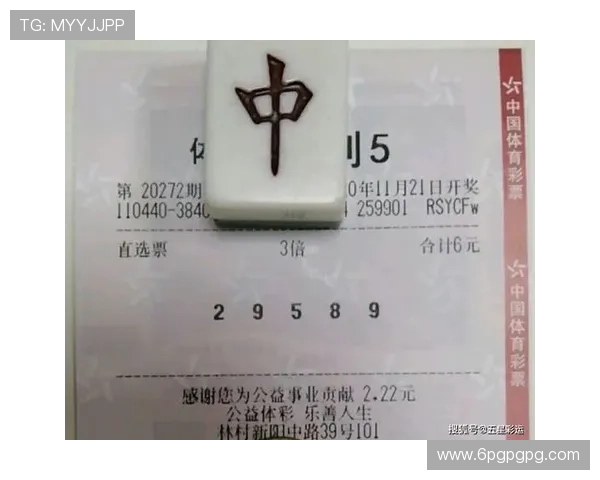 TG: MYYJJPP
中
体
列5
第 20272期
0年11月21日开奖
110440-3840
259901 RSYCFw
直选票 3倍 合计6元
2 9 5 8 9
感谢您为公益事业贡献 2.22元
公益体彩 乐善人生
林村新阳中路39号101
中国体育彩票
中国体育彩票
搜狐号@五星彩运
www.6pgpgpg.com